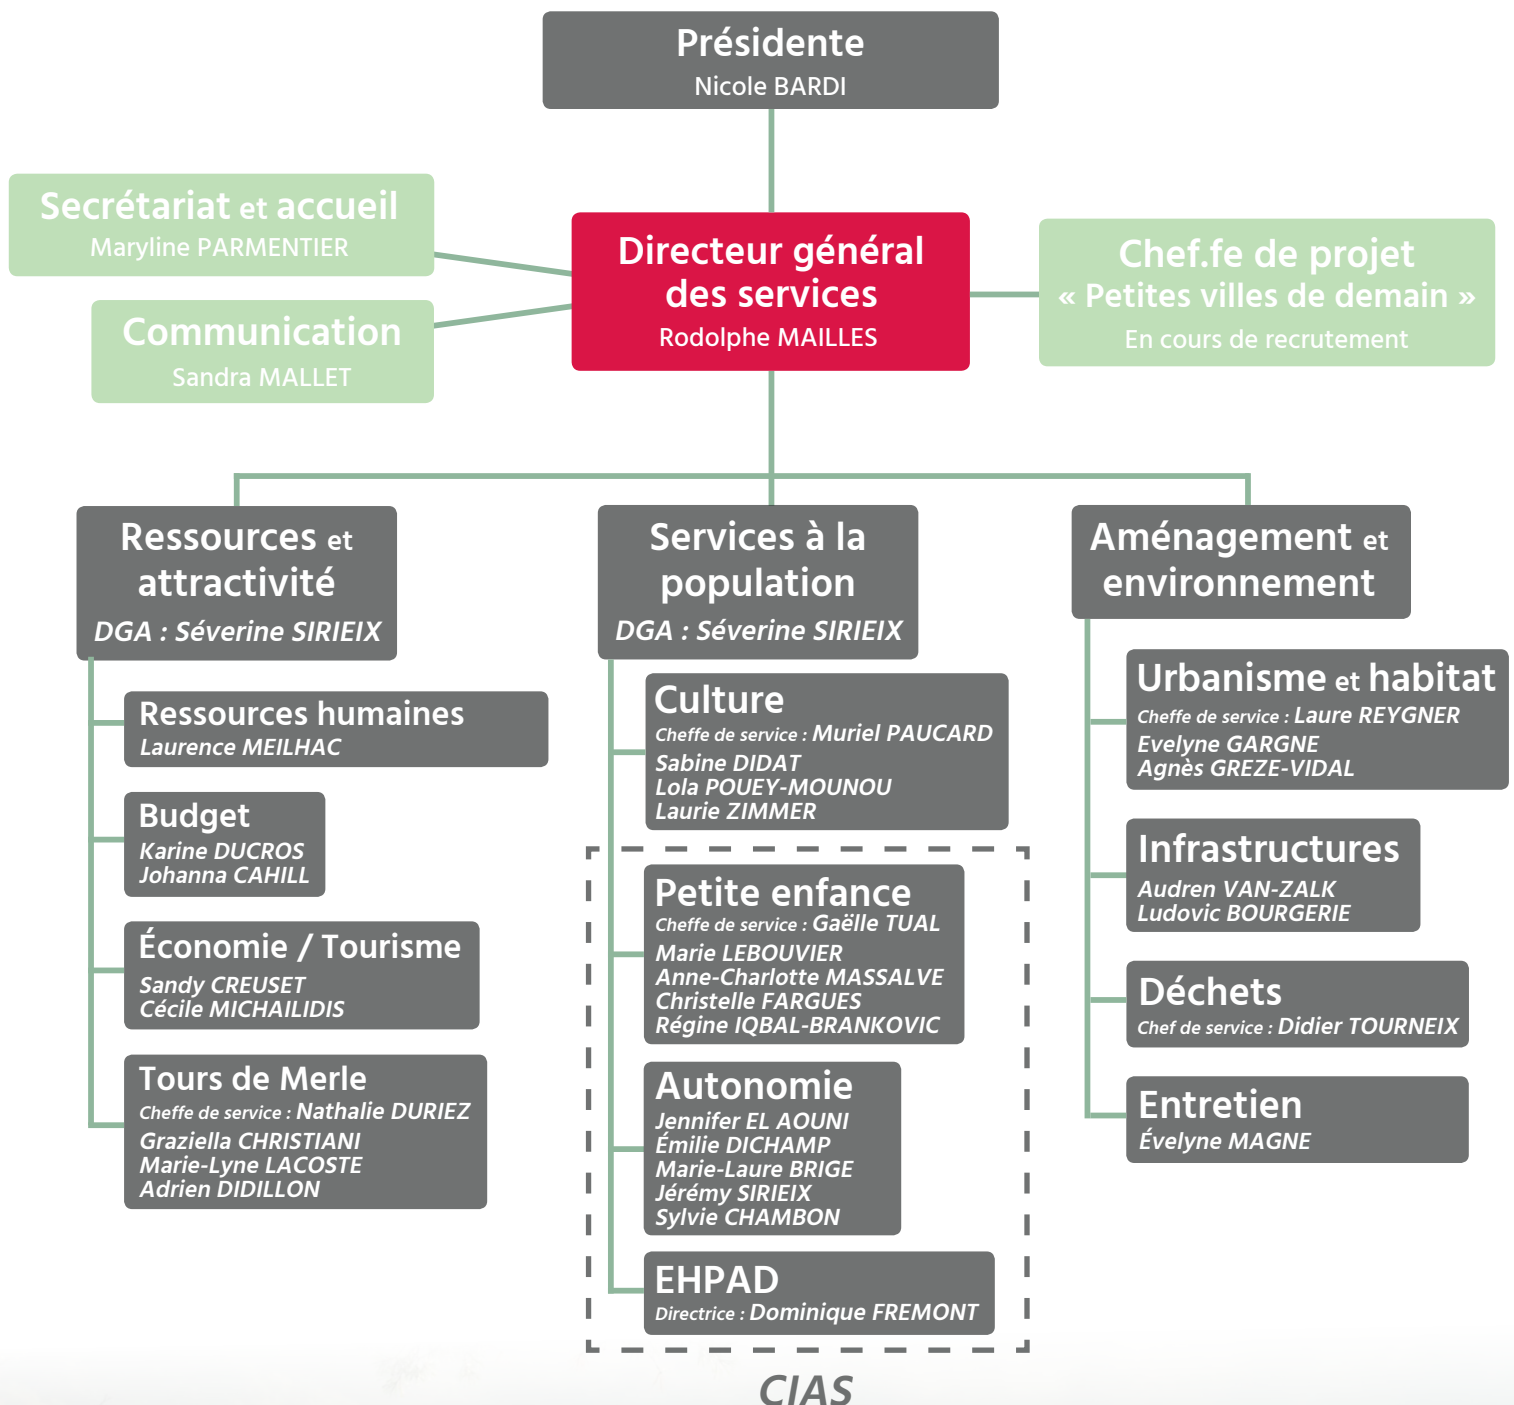 Présidente
Nicole BARDI
Secrétariat et accueil
Maryline PARMENTIER
Communication
Sandra MALLET
Directeur général
des services
Rodolphe MAILLES
Chef.fe de projet
« Petites villes de demain »
En cours de recrutement
Ressources et
attractivité
DGA : Séverine SIRIEIX
Ressources humaines
Laurence MEILHAC
Budget
Karine DUCROS
Johanna CAHILL
Économie / Tourisme
Sandy CREUSET
Cécile MICHAILIDIS
Tours de Merle
Cheffe de service : Nathalie DURIEZ
Graziella CHRISTIANI
Marie-Lyne LACOSTE
Adrien DIDILLON
Services à la
population
DGA : Séverine SIRIEIX
Culture
Cheffe de service : Muriel PAUCARD
Sabine DIDAT
Lola POUEY-MOUNOU
Laurie ZIMMER
Petite enfance
Cheffe de service : Gaëlle TUAL
Marie LEBOUVIER
Anne-Charlotte MASSALVE
Christelle FARGUES
Régine IQBAL-BRANKOVIC
Autonomie
Jennifer EL AOUNI
Émilie DICHAMP
Marie-Laure BRIGE
Jérémy SIRIEIX
Sylvie CHAMBON
EHPAD
Directrice : Dominique FREMONT
CIAS
Aménagement et
environnement
Urbanisme et habitat
Cheffe de service : Laure REYGNER
Evelyne GARGNE
Agnès GREZE-VIDAL
Infrastructures
Audren VAN-ZALK
Ludovic BOURGERIE
Déchets
Chef de service : Didier TOURNEIX
Entretien
Évelyne MAGNE